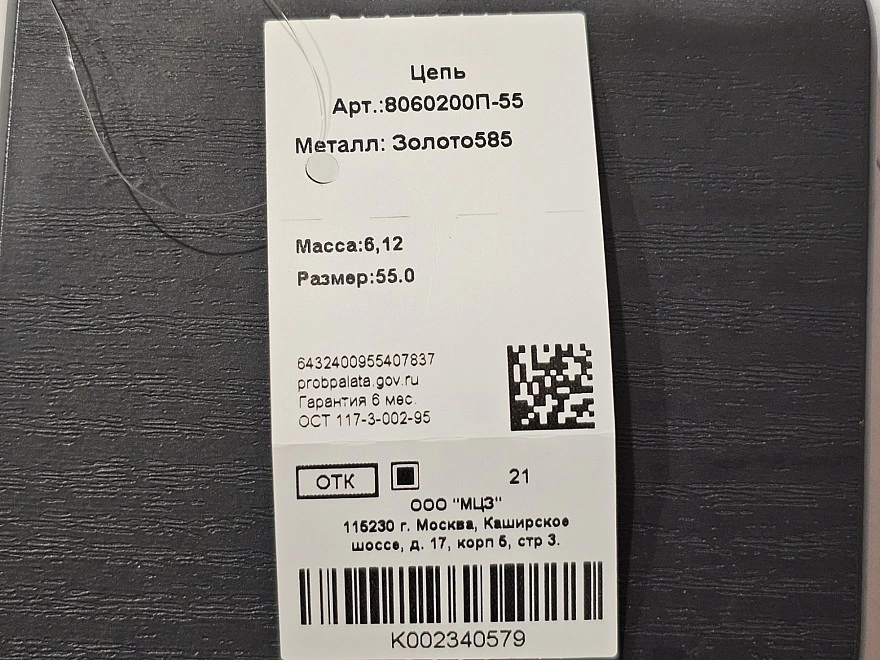 Цепь
Арт.:8060200П-55
Металл: Золото585
Масса:6,12
Размер:55.0
6432400955407837
probpalata.gov.ru
Гарантия 6 мес.
ОСТ 117-3-002-95
ОТК 21
ООО "МЦЗ"
115230 г. Москва, Каширское
шоссе, д. 17, корп 5, стр 3.
К002340579